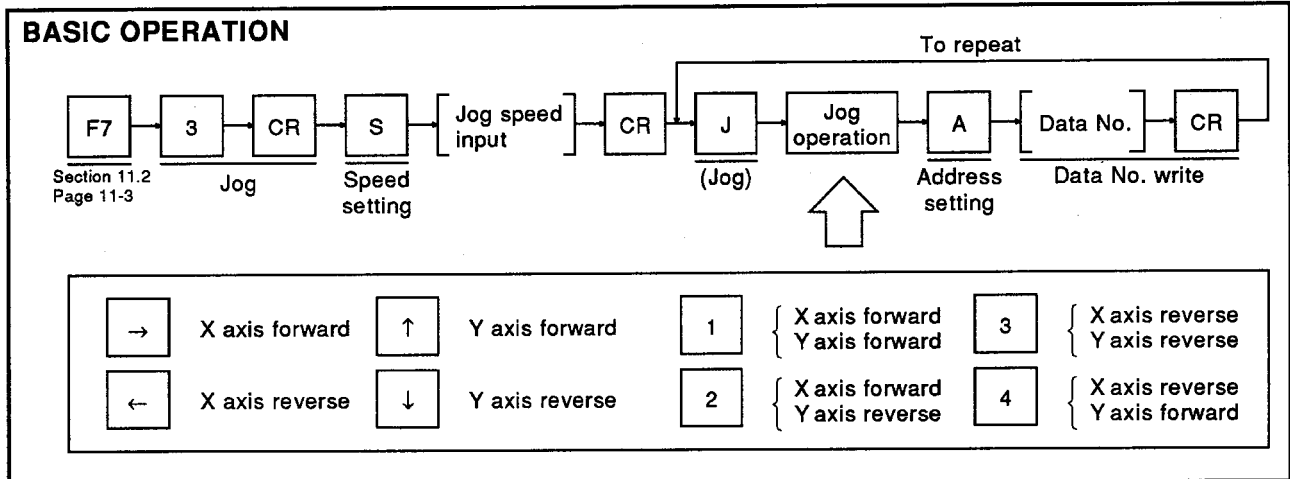 BASIC OPERATION
To repeat
F7 → 3 → CR → S → Jog speed input → CR → J → Jog operation → A → Data No. → CR
Section 11.2
Page 11-3
Jog
Speed setting
(Jog)
Address setting
Data No. write
→ X axis forward
↑ Y axis forward
1 { X axis forward
Y axis forward
3 { X axis reverse
Y axis reverse
← X axis reverse
↓ Y axis reverse
2 { X axis forward
Y axis reverse
4 { X axis reverse
Y axis forward